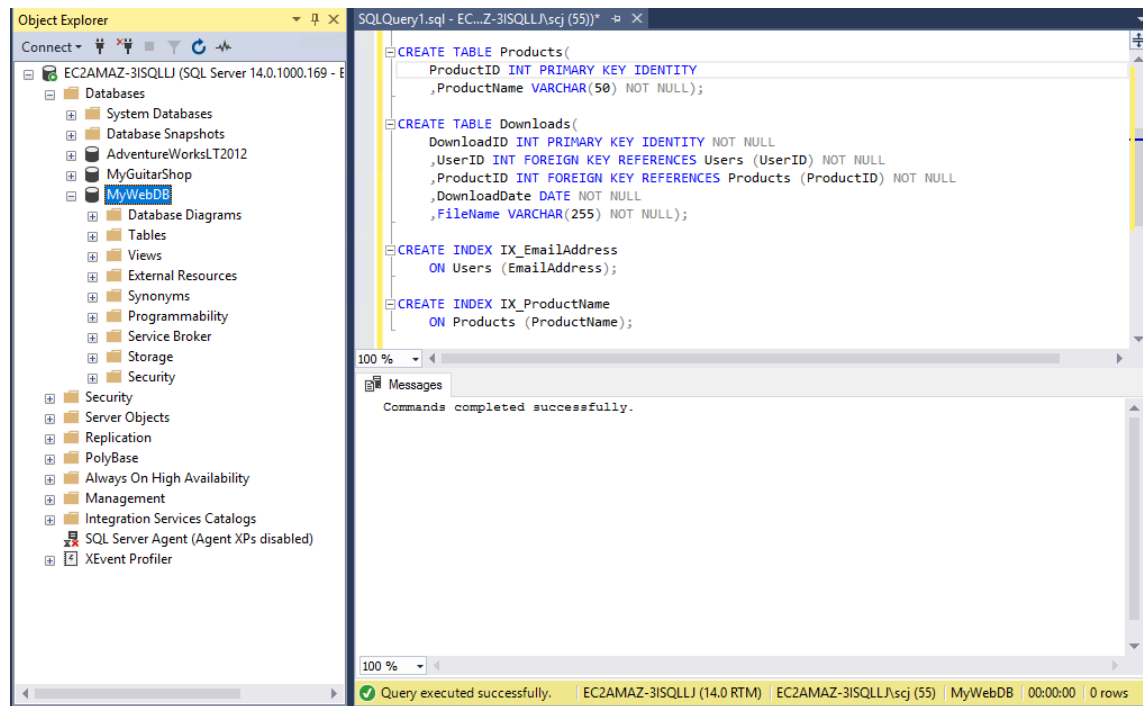 Object Explorer
Connect
EC2AMAZ-3ISQLLJ (SQL Server 14.0.1000.169 - E
Databases
System Databases
Database Snapshots
AdventureWorksLT2012
MyGuitarShop
MyWebDB
Database Diagrams
Tables
Views
External Resources
Synonyms
Programmability
Service Broker
Storage
Security
Security
Server Objects
Replication
PolyBase
Always On High Availability
Management
Integration Services Catalogs
SQL Server Agent (Agent XPs disabled)
XEvent Profiler
SQLQuery1.sql - EC...Z-3ISQLLJ\scj (55))*
CREATE TABLE Products(
ProductID INT PRIMARY KEY IDENTITY
,ProductName VARCHAR(50) NOT NULL);
CREATE TABLE Downloads(
DownloadID INT PRIMARY KEY IDENTITY NOT NULL
,UserID INT FOREIGN KEY REFERENCES Users (UserID) NOT NULL
,ProductID INT FOREIGN KEY REFERENCES Products (ProductID) NOT NULL
,DownloadDate DATE NOT NULL
,FileName VARCHAR(255) NOT NULL);
CREATE INDEX IX_EmailAddress
ON Users (EmailAddress);
CREATE INDEX IX_ProductName
ON Products (ProductName);
100 %
Messages
Commands completed successfully.
100 %
Query executed successfully. EC2AMAZ-3ISQLLJ (14.0 RTM) EC2AMAZ-3ISQLLJ\scj (55) MyWebDB 00:00:00 0 rows